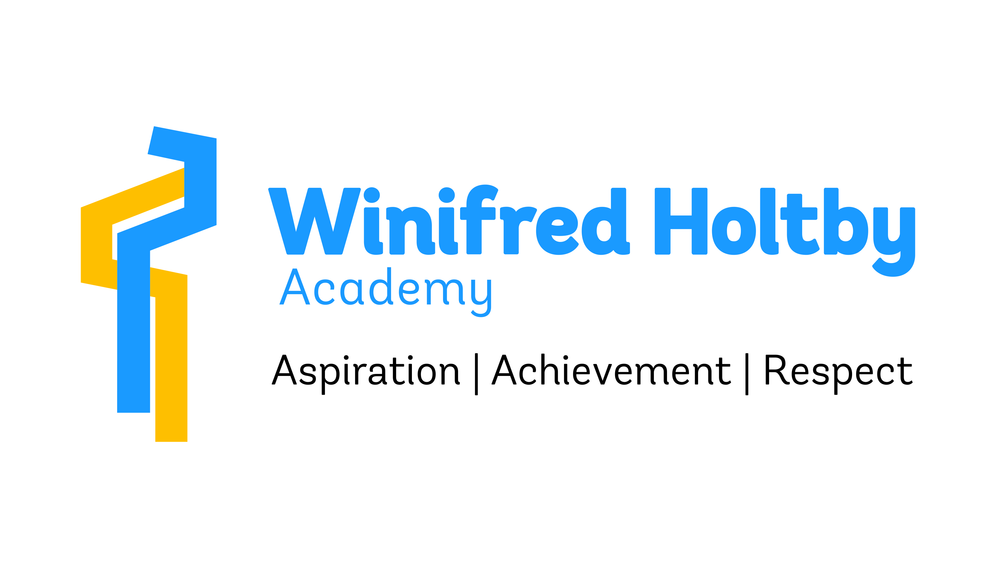 Winifred Holtby
Academy
Aspiration | Achievement | Respect